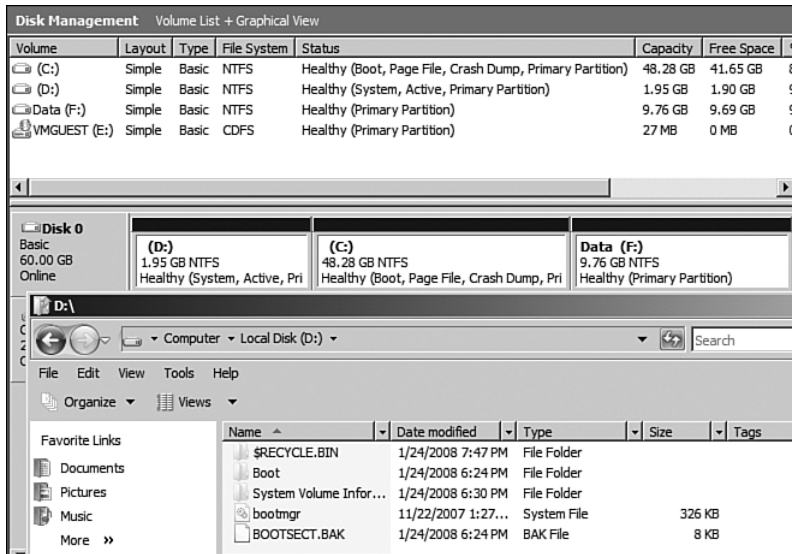 Disk Management Volume List + Graphical View
Volume Layout Type File System Status Capacity Free Space
(C:) Simple Basic NTFS Healthy (Boot, Page File, Crash Dump, Primary Partition) 48.28 GB 41.65 GB
(D:) Simple Basic NTFS Healthy (System, Active, Primary Partition) 1.95 GB 1.90 GB
Data (F:) Simple Basic NTFS Healthy (Primary Partition) 9.76 GB 9.69 GB
VMGUEST (E:) Simple Basic CDFS Healthy (Primary Partition) 27 MB 0 MB
Disk 0
Basic
60.00 GB
Online
(D:)
1.95 GB NTFS
Healthy (System, Active, Pri
(C:)
48.28 GB NTFS
Healthy (Boot, Page File, Crash Dump, Pri
Data (F:)
9.76 GB NTFS
Healthy (Primary Partition)
D:\
Computer Local Disk (D:) Search
File Edit View Tools Help
Organize Views
Favorite Links
Documents
Pictures
Music
More »
Name Date modified Type Size Tags
$RECYCLE.BIN 1/24/2008 7:47 PM File Folder
Boot 1/24/2008 6:24 PM File Folder
System Volume Infor... 1/24/2008 6:30 PM File Folder
bootmgr 11/22/2007 1:27... System File 326 KB
BOOTSECT.BAK 1/24/2008 6:24 PM BAK File 8 KB